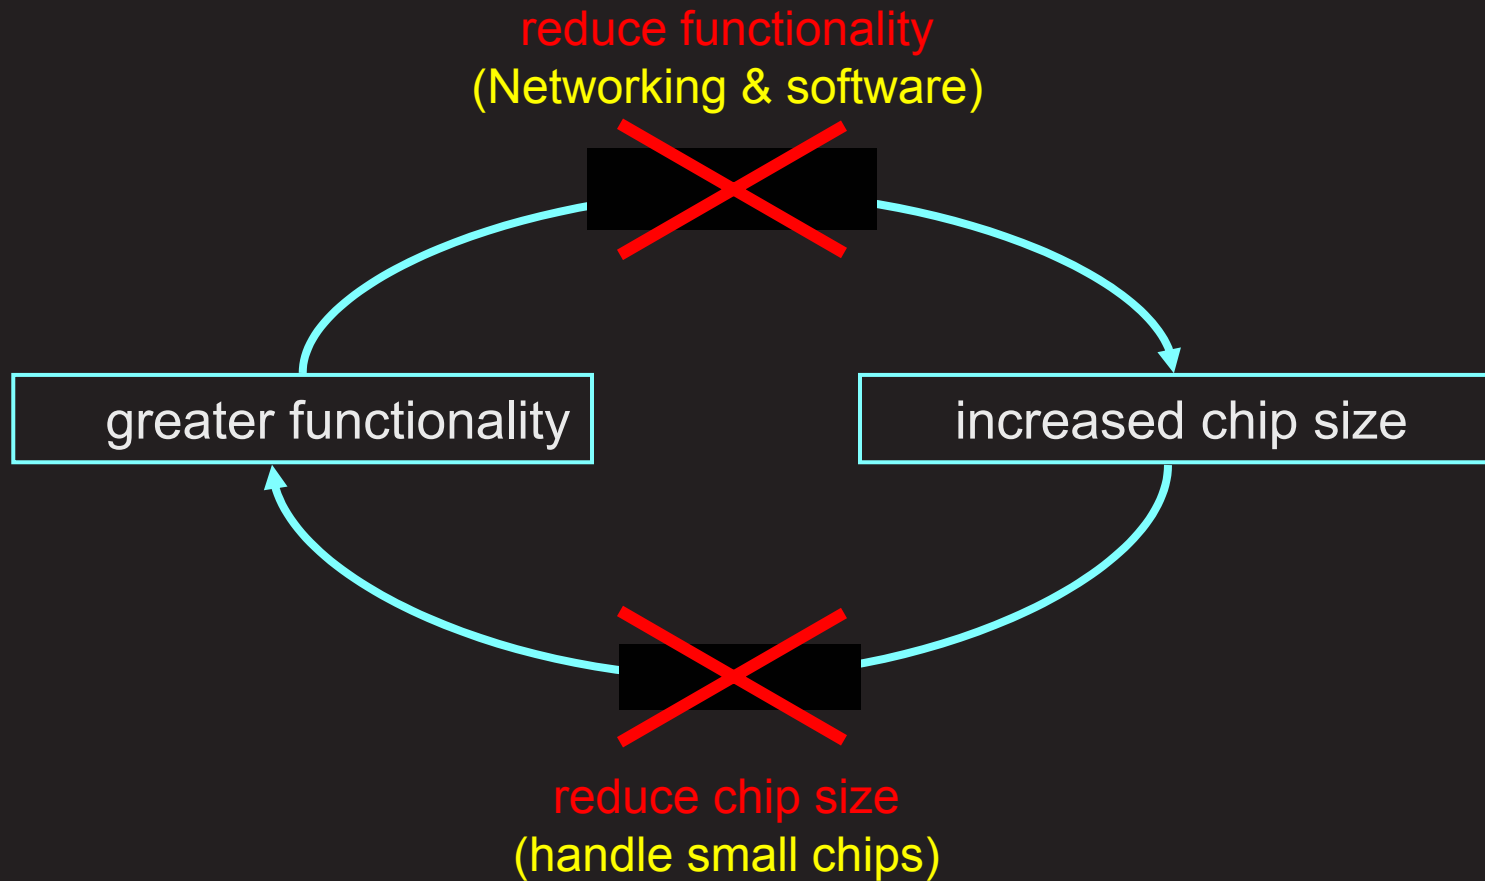 reduce functionality
(Networking & software)
greater functionality
increased chip size
reduce chip size
(handle small chips)